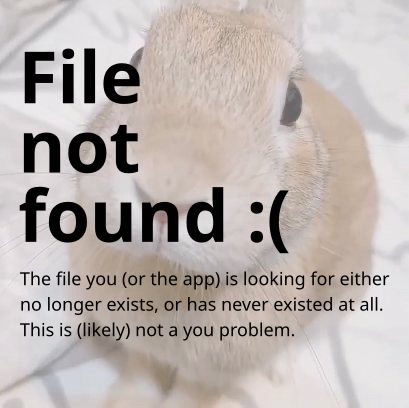 File
not
found :(
The file you (or the app) is looking for either
no longer exists, or has never existed at all.
This is (likely) not a you problem.